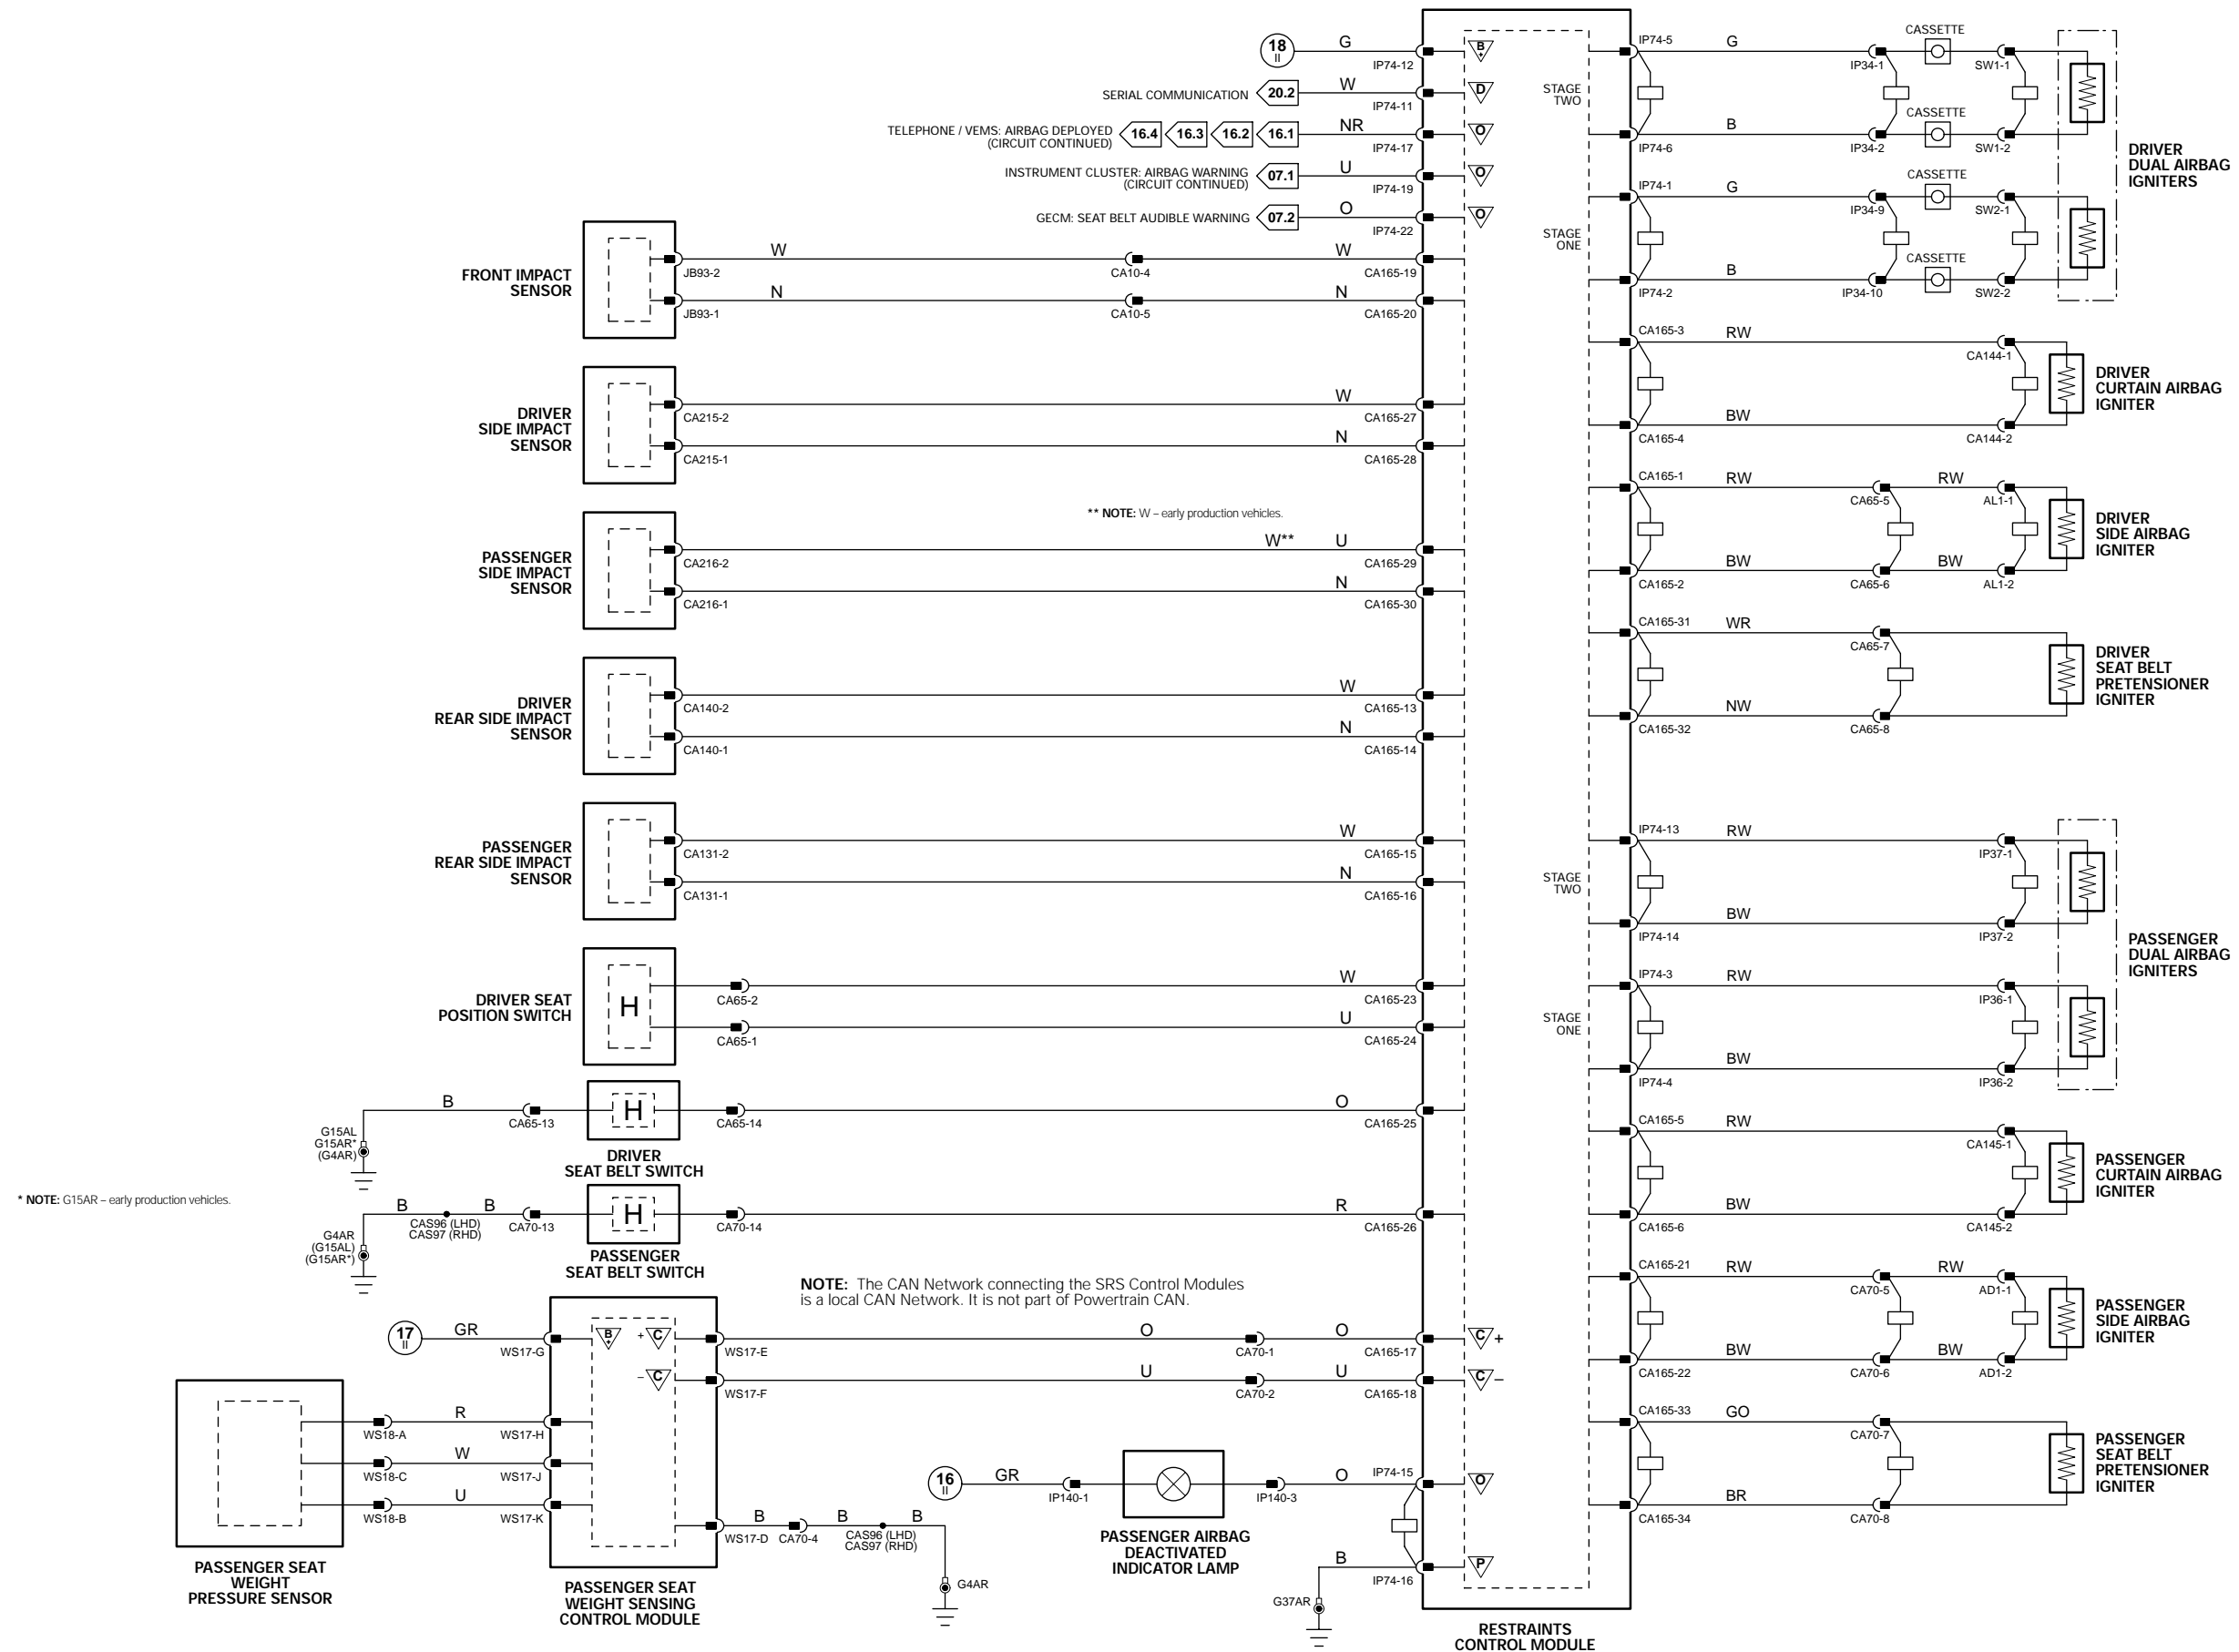 18
II
G
IP74-12
B
+
SERIAL COMMUNICATION
20.2
W
IP74-11
D
TELEPHONE / VEMS: AIRBAG DEPLOYED
(CIRCUIT CONTINUED)
16.4
16.3
16.2
16.1
NR
IP74-17
O
INSTRUMENT CLUSTER: AIRBAG WARNING
(CIRCUIT CONTINUED)
07.1
U
IP74-19
O
GECM: SEAT BELT AUDIBLE WARNING
07.2
O
IP74-22
O
FRONT IMPACT
SENSOR
JB93-2
W
CA10-4
W
CA165-19
JB93-1
N
CA10-5
N
CA165-20
DRIVER
SIDE IMPACT
SENSOR
CA215-2
W
CA165-27
CA215-1
N
CA165-28
** NOTE: W – early production vehicles.
PASSENGER
SIDE IMPACT
SENSOR
CA216-2
W**
U
CA165-29
CA216-1
N
CA165-30
DRIVER
REAR SIDE IMPACT
SENSOR
CA140-2
W
CA165-13
CA140-1
N
CA165-14
PASSENGER
REAR SIDE IMPACT
SENSOR
CA131-2
W
CA165-15
CA131-1
N
CA165-16
DRIVER SEAT
POSITION SWITCH
H
CA65-2
W
CA165-23
CA65-1
U
CA165-24
G15AL
G15AR*
(G4AR)
B
CA65-13
H
CA65-14
O
CA165-25
DRIVER
SEAT BELT SWITCH
* NOTE: G15AR – early production vehicles.
G4AR
(G15AL)
(G15AR*)
B
CAS96 (LHD)
CAS97 (RHD)
B
CA70-13
H
CA70-14
R
CA165-26
PASSENGER
SEAT BELT SWITCH
NOTE: The CAN Network connecting the SRS Control Modules
is a local CAN Network. It is not part of Powertrain CAN.
17
II
GR
WS17-G
B
+
+
C
WS17-E
O
CA70-1
O
CA165-17
C
+
–
C
WS17-F
U
CA70-2
U
CA165-18
C
–
WS18-A
R
WS17-H
WS18-C
W
WS17-J
WS18-B
U
WS17-K
PASSENGER SEAT
WEIGHT
PRESSURE SENSOR
WS17-D
B
CA70-4
B
CAS96 (LHD)
CAS97 (RHD)
B
G4AR
PASSENGER SEAT
WEIGHT SENSING
CONTROL MODULE
16
II
GR
IP140-1
IP140-3
O
IP74-15
O
PASSENGER AIRBAG
DEACTIVATED
INDICATOR LAMP
G37AR
B
IP74-16
P
RESTRAINTS
CONTROL MODULE
STAGE
TWO
IP74-5
G
IP34-1
CASSETTE
SW1-1
IP74-6
B
IP34-2
CASSETTE
SW1-2
STAGE
ONE
IP74-1
G
IP34-9
CASSETTE
SW2-1
IP74-2
B
IP34-10
CASSETTE
SW2-2
DRIVER
DUAL AIRBAG
IGNITERS
CA165-3
RW
CA144-1
CA165-4
BW
CA144-2
DRIVER
CURTAIN AIRBAG
IGNITER
CA165-1
RW
CA65-5
RW
AL1-1
CA165-2
BW
CA65-6
BW
AL1-2
DRIVER
SIDE AIRBAG
IGNITER
CA165-31
WR
CA65-7
CA165-32
NW
CA65-8
DRIVER
SEAT BELT
PRETENSIONER
IGNITER
STAGE
TWO
IP74-13
RW
IP37-1
IP74-14
BW
IP37-2
STAGE
ONE
IP74-3
RW
IP36-1
IP74-4
BW
IP36-2
PASSENGER
DUAL AIRBAG
IGNITERS
CA165-5
RW
CA145-1
CA165-6
BW
CA145-2
PASSENGER
CURTAIN AIRBAG
IGNITER
CA165-21
RW
CA70-5
RW
AD1-1
CA165-22
BW
CA70-6
BW
AD1-2
PASSENGER
SIDE AIRBAG
IGNITER
CA165-33
GO
CA70-7
CA165-34
BR
CA70-8
PASSENGER
SEAT BELT
PRETENSIONER
IGNITER